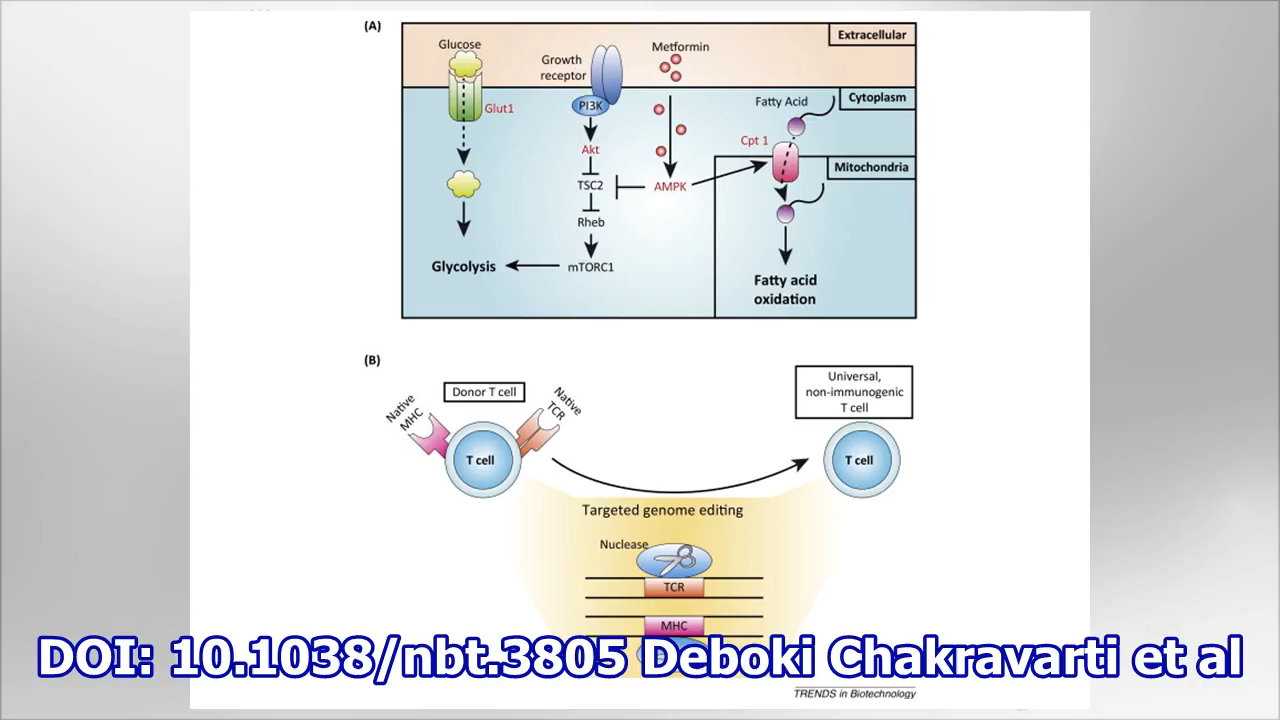 (A)
Extracellular
Glucose
Growth
receptor
Metformin
Glut1
PI3K
Fatty Acid
Cytoplasm
Akt
Cpt 1
Mitochondria
TSC2
AMPK
Rheb
Glycolysis
mTORC1
Fatty acid
oxidation
(B)
Donor T cell
Universal,
non-immunogenic
T cell
Native
MHC
Native
TCR
T cell
T cell
Targeted genome editing
Nuclease
TCR
MHC
DOI: 10.1038/nbt.3805 Deboki Chakravarti et al
TRENDS in Biotechnology